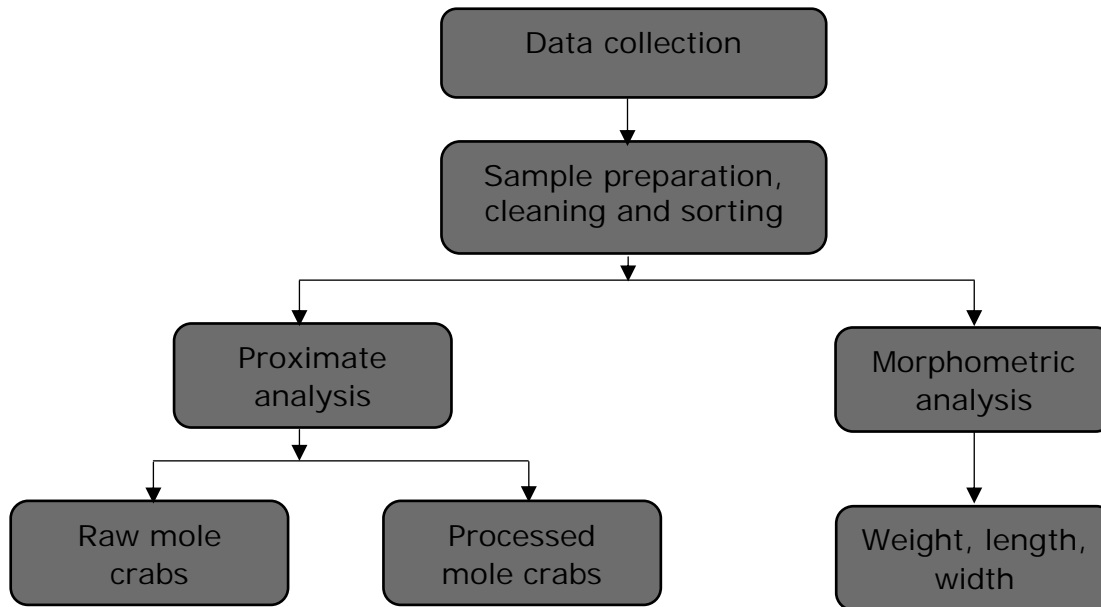 Data collection
Sample preparation,
cleaning and sorting
Proximate
analysis
Morphometric
analysis
Raw mole
crabs
Processed
mole crabs
Weight, length,
width